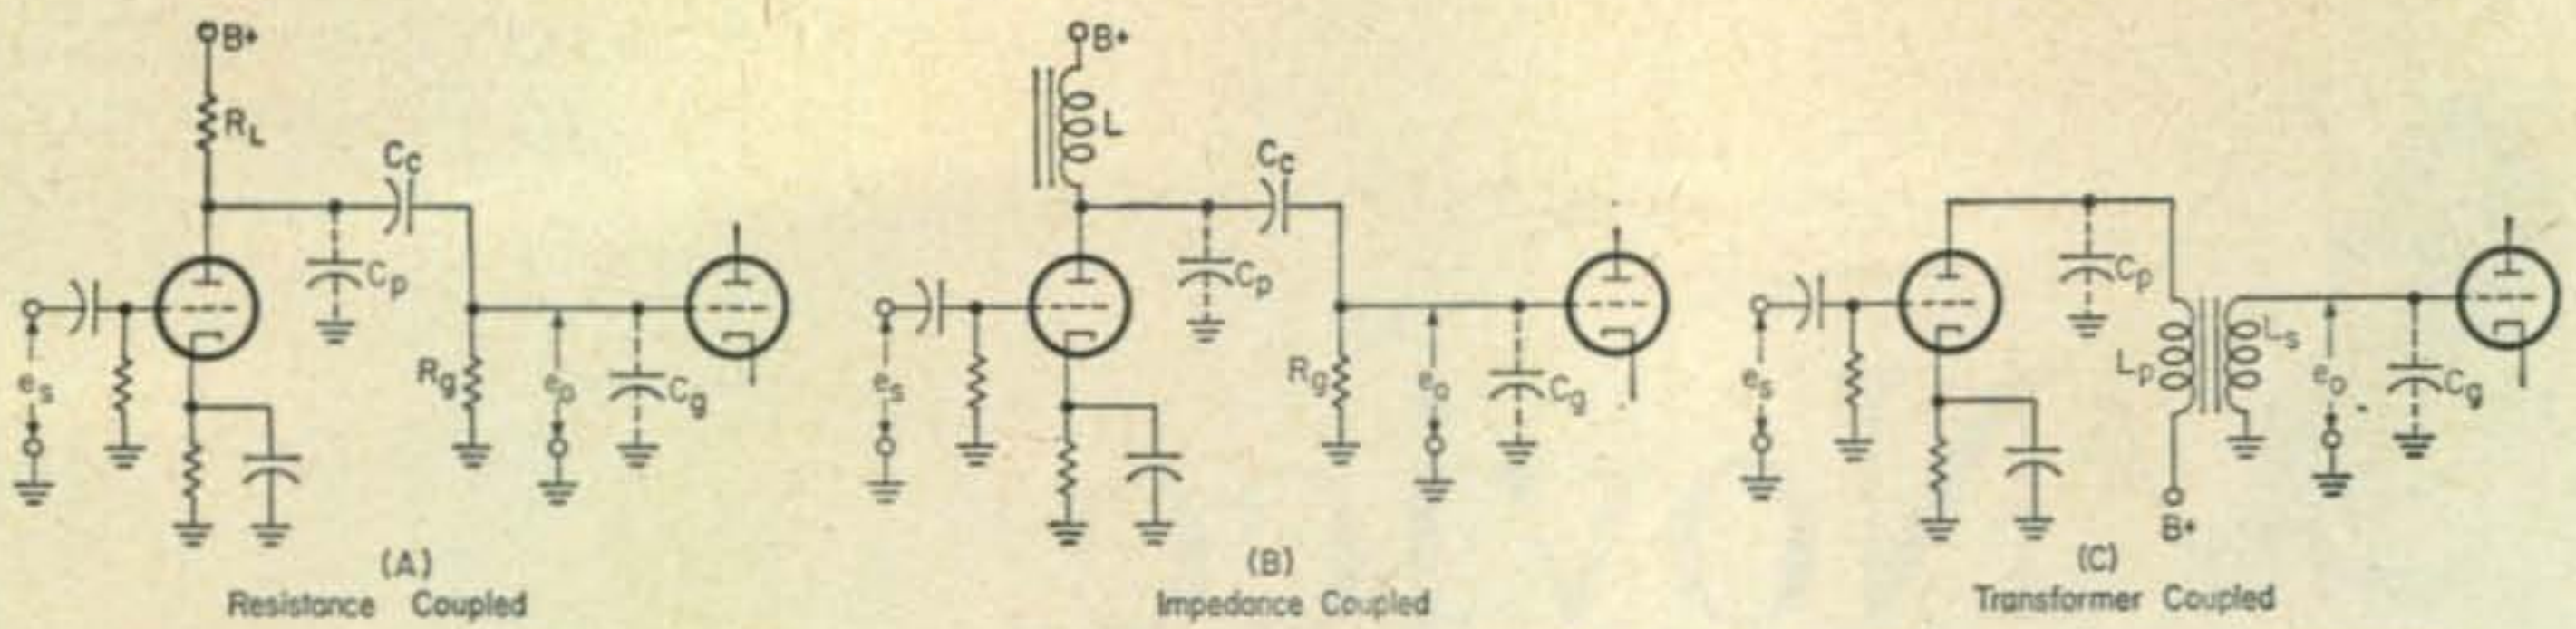 B+
R_L
C_c
C_p
e_s
R_g
e_o
C_g
(A)
Resistance Coupled
B+
L
C_c
C_p
e_s
R_g
e_o
C_g
(B)
Impedance Coupled
C_p
e_s
L_p
L_s
e_o
C_g
B+
(C)
Transformer Coupled